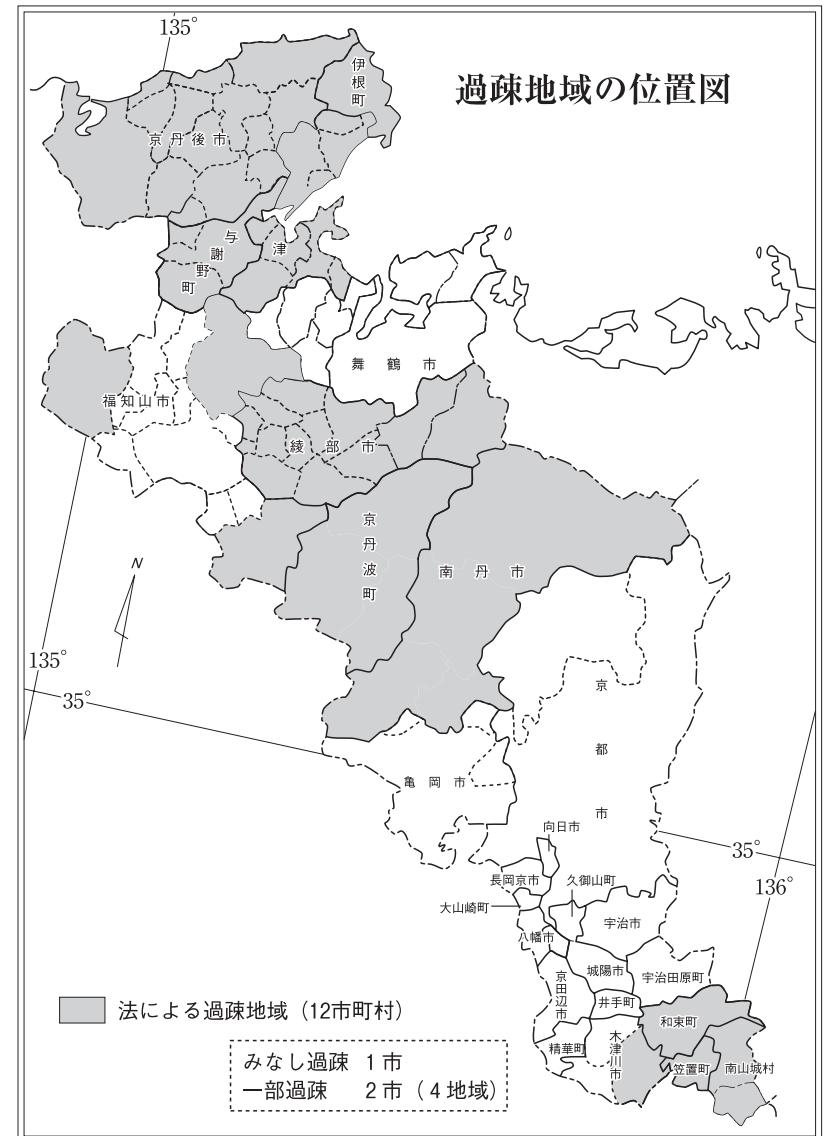 過疎地域の位置図
135°
伊根町
京丹後市
与謝野町
津
舞鶴市
福知山市
綾部市
京丹波町
南丹市
N
135°
35°
京都市
亀岡市
向日市
35°
136°
長岡京市
久御山町
大山崎町
宇治市
八幡市
城陽市
宇治田原町
京田辺市
井手町
和束町
精華町
木津川市
笠置町
南山城村
法による過疎地域(12市町村)
みなし過疎 1市
一部過疎 2市(4地域)